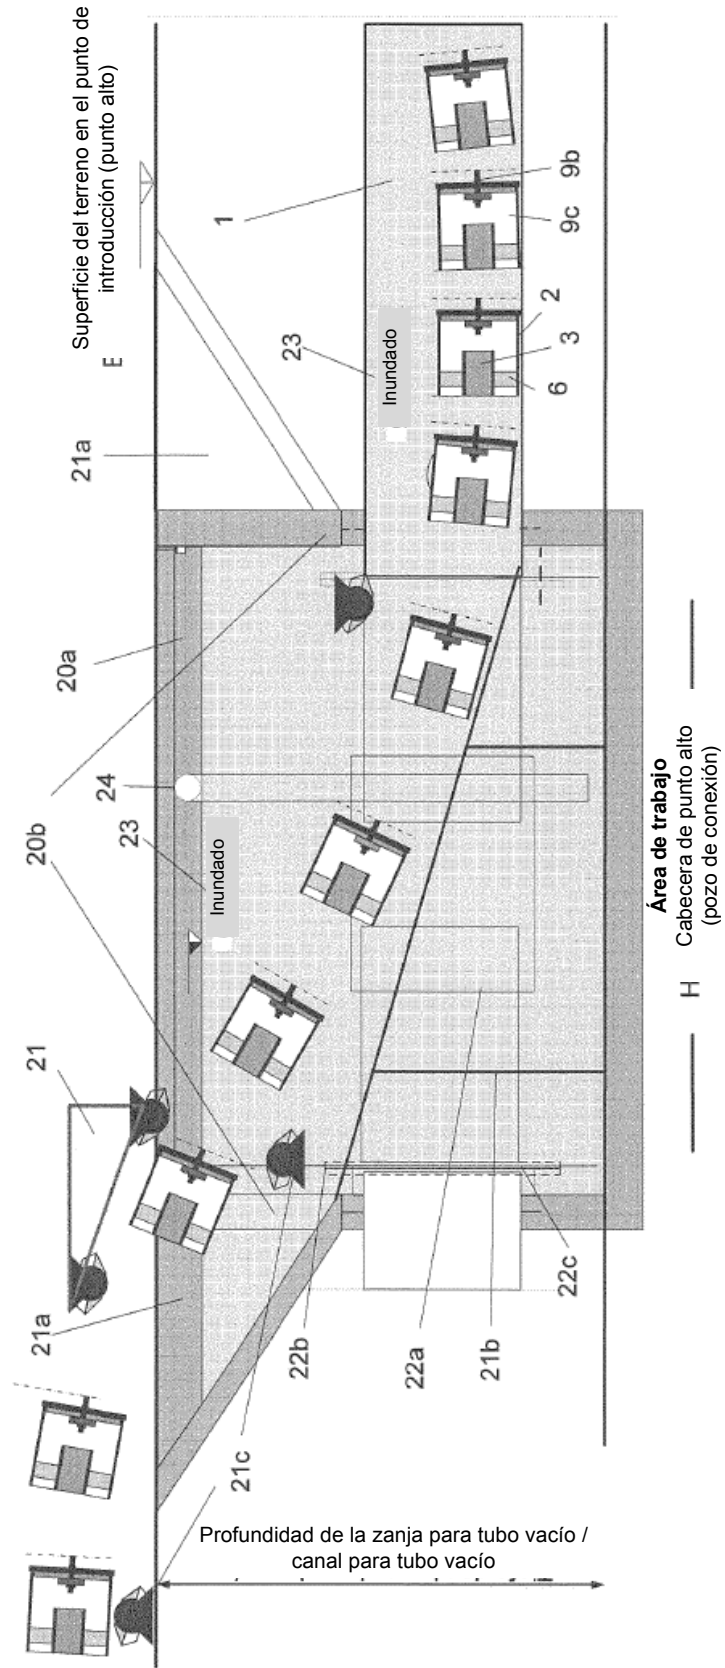 Superficie del terreno en el punto de
introducción (punto alto)
E
1
21a
23
Inundado
9b
9c
2
3
6
20a
20b
24
23
Inundado
21
21a
22b
22a
21b
22c
21c
Área de trabajo
Cabecera de punto alto
(pozo de conexión)
H
Profundidad de la zanja para tubo vacío /
canal para tubo vacío